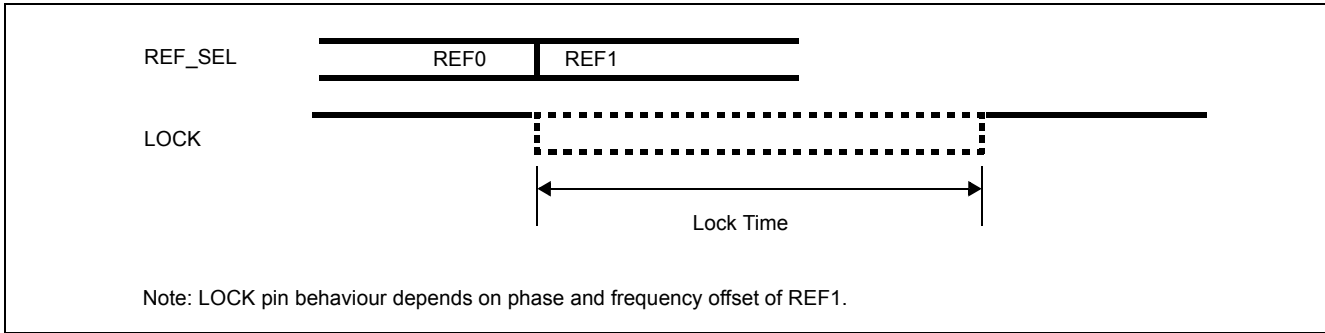 REF_SEL
REF0
REF1
LOCK
Lock Time
Note: LOCK pin behaviour depends on phase and frequency offset of REF1.